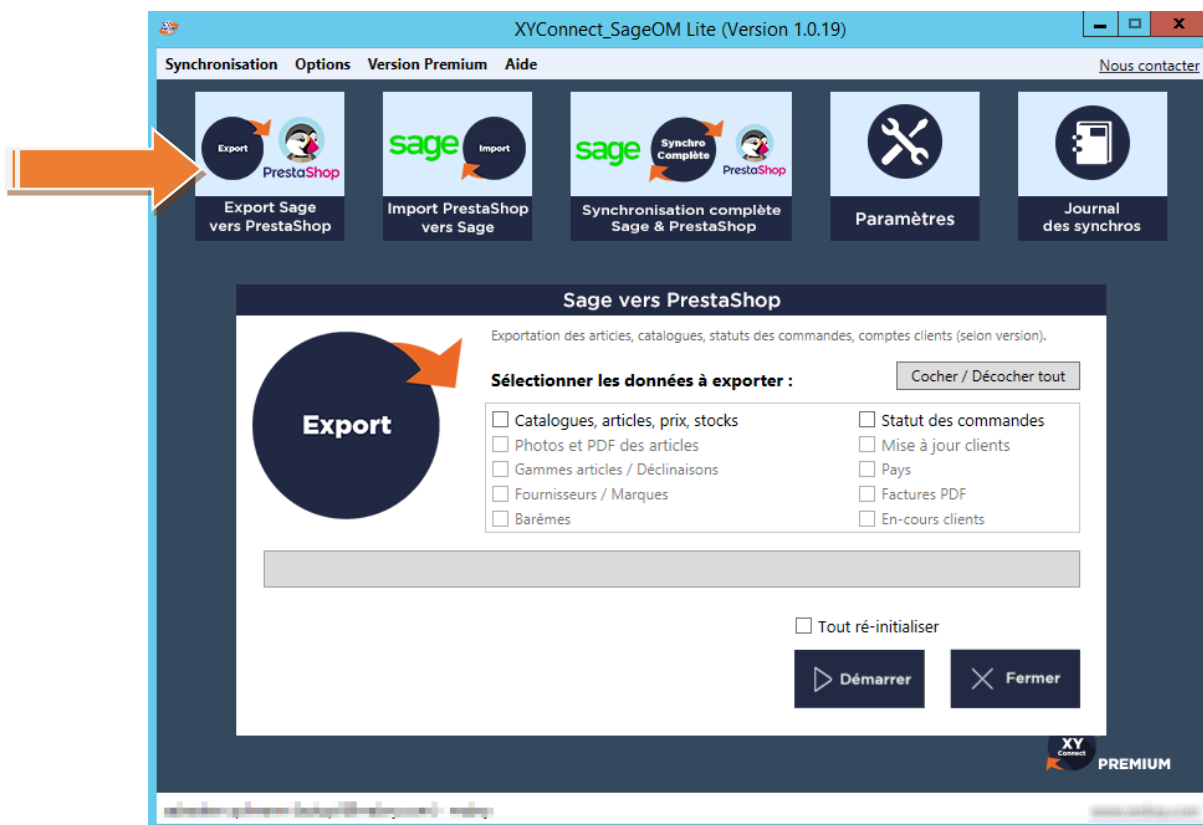 XYConnect_SageOM Lite (Version 1.0.19)
Synchronisation Options Version Premium Aide
Nous contacter
Export
PrestaShop
Export Sage
vers PrestaShop
sage
Import
Import PrestaShop
vers Sage
sage
Synchro
Complète
PrestaShop
Synchronisation complète
Sage & PrestaShop
Paramètres
Journal
des synchros
Sage vers PrestaShop
Exportation des articles, catalogues, statuts des commandes, comptes clients (selon version).
Sélectionner les données à exporter :
Cocher / Décocher tout
Export
Catalogues, articles, prix, stocks
Statut des commandes
Photos et PDF des articles
Mise à jour clients
Gammes articles / Déclinaisons
Pays
Fournisseurs / Marques
Factures PDF
Barêmes
En-cours clients
Tout ré-initialiser
Démarrer
Fermer
XY
Connect
PREMIUM